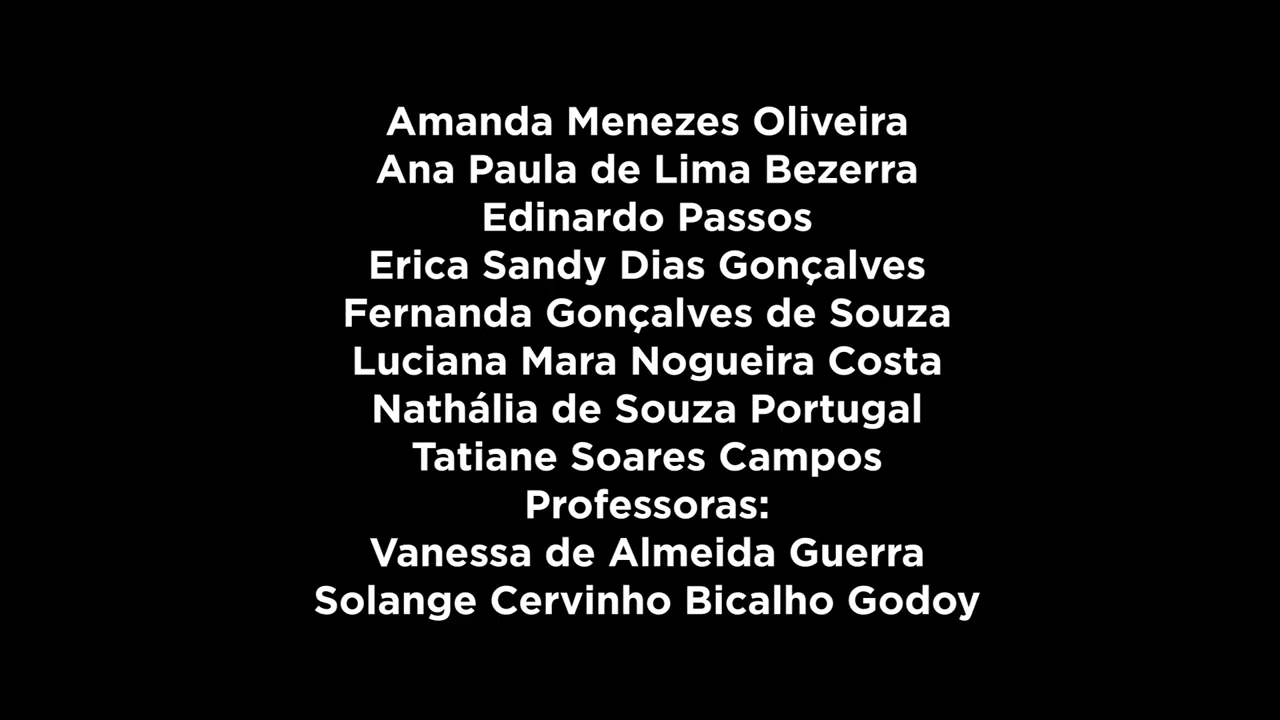 Amanda Menezes Oliveira
Ana Paula de Lima Bezerra
Edinardo Passos
Erica Sandy Dias Gonçalves
Fernanda Gonçalves de Souza
Luciana Mara Nogueira Costa
Nathália de Souza Portugal
Tatiane Soares Campos
Professoras:
Vanessa de Almeida Guerra
Solange Cervinho Bicalho Godoy